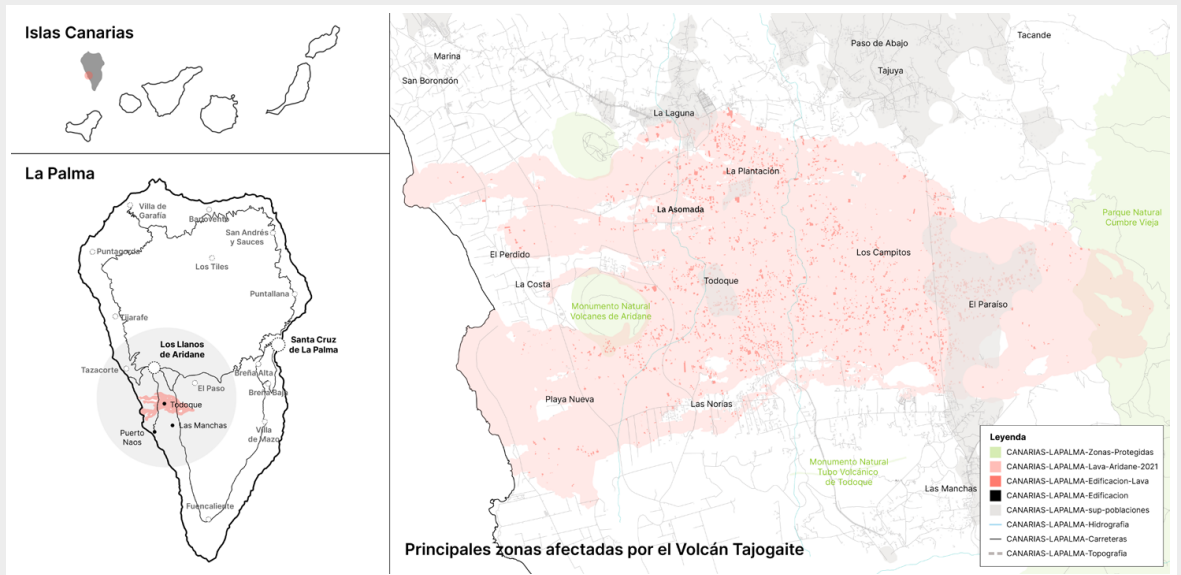 Islas Canarias
La Palma
Villa de
Garafía
Barlovento
San Andrés
y Sauces
Puntagorda
Los Tiles
Puntallana
Tijarafe
Los Llanos
de Aridane
Santa Cruz
de La Palma
Tazacorte
Breña Alta
El Paso
Breña Baja
Todoque
Las Manchas
Puerto
Naos
Villa
de Mazo
Fuencaliente
Marina
San Borondón
Paso de Abajo
Tajuya
Tacande
La Laguna
La Plantación
La Asomada
Parque Natural
Cumbre Vieja
El Perdido
Los Campitos
La Costa
Todoque
Monumento Natural
Volcanes de Aridane
El Paraíso
Playa Nueva
Las Norias
Monumento Natural
Tubo Volcánico
de Todoque
Las Manchas
Principales zonas afectadas por el Volcán Tajogaite
Leyenda
CANARIAS-LAPALMA-Zonas-Protegidas
CANARIAS-LAPALMA-Lava-Aridane-2021
CANARIAS-LAPALMA-Edificacion-Lava
CANARIAS-LAPALMA-Edificacion
CANARIAS-LAPALMA-sup-poblaciones
CANARIAS-LAPALMA-Hidrografia
CANARIAS-LAPALMA-Carreteras
CANARIAS-LAPALMA-Topografia